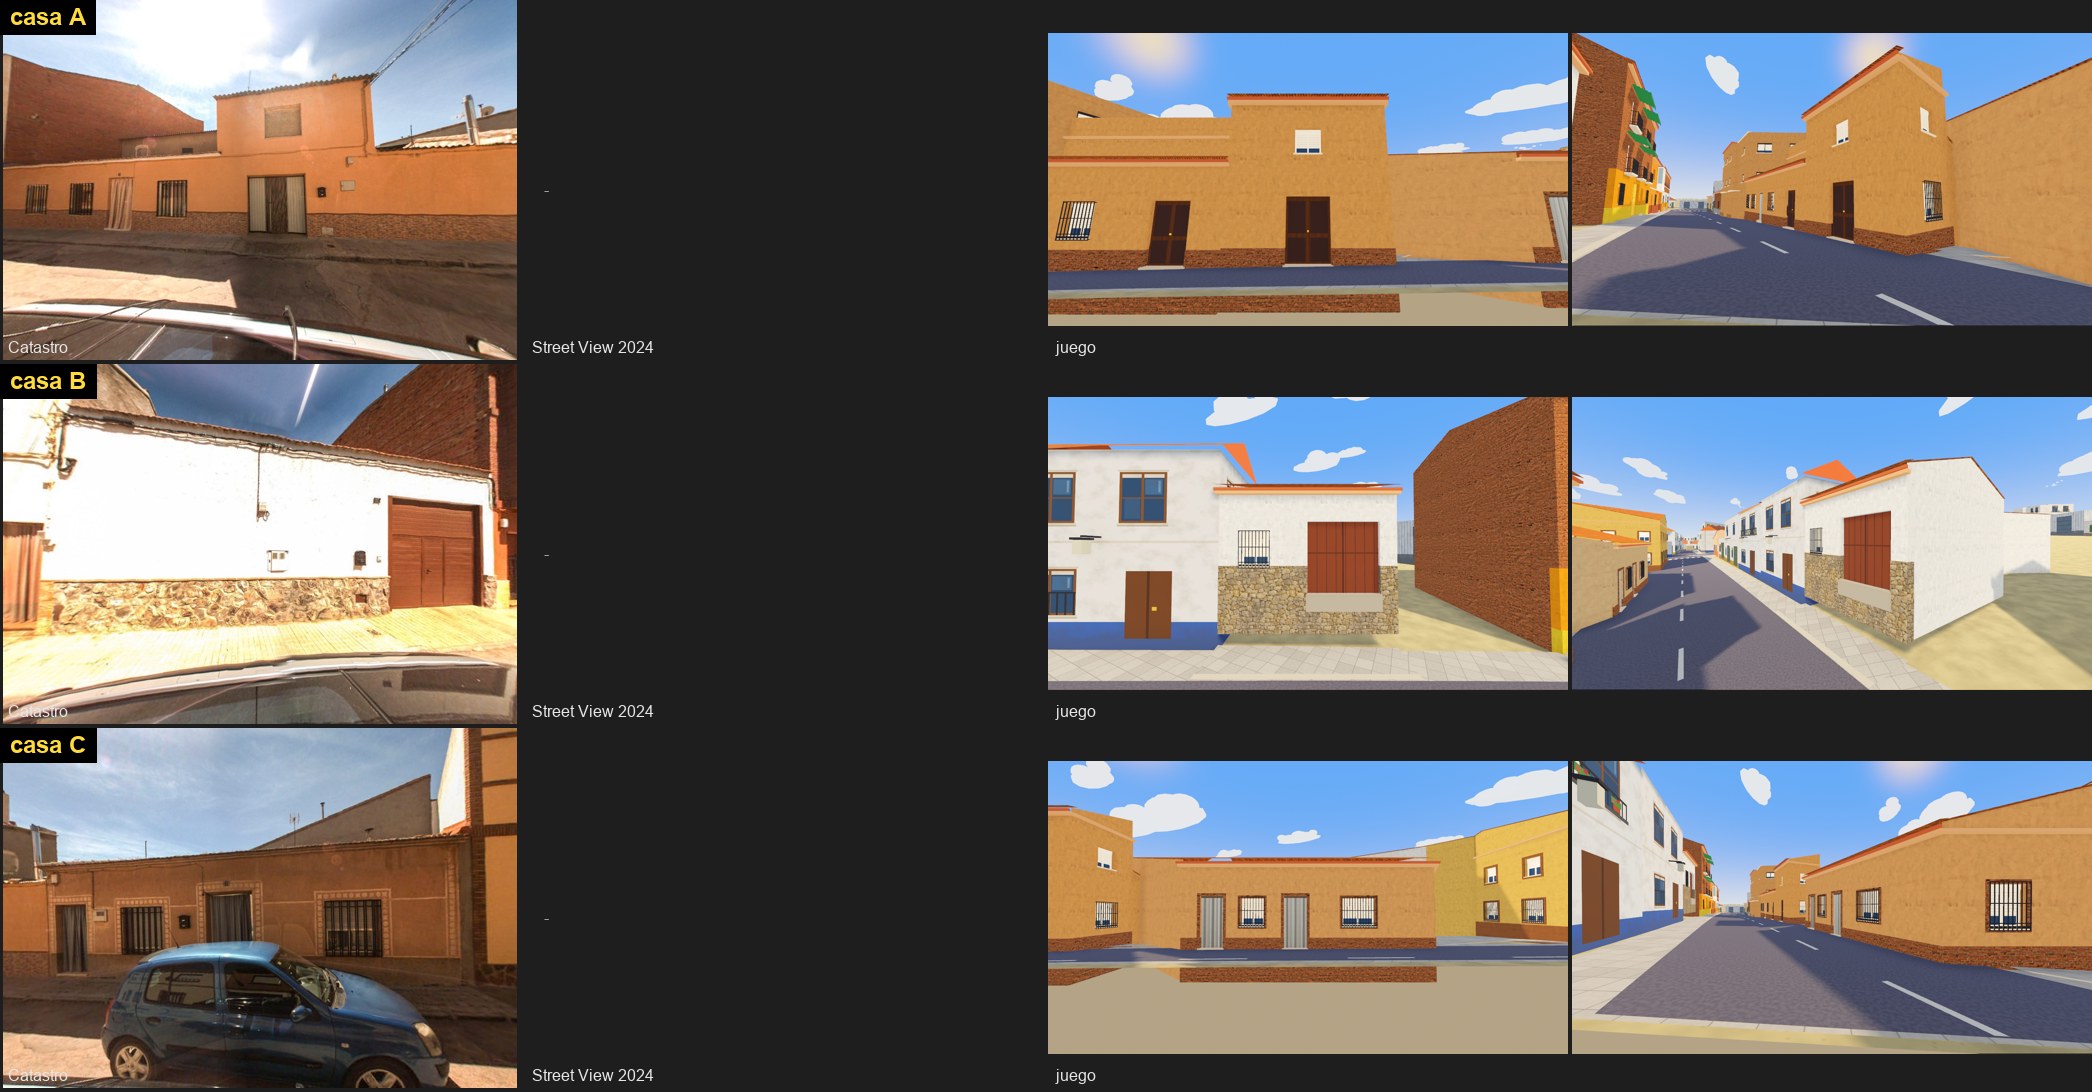 casa A
-
Catastro
Street View 2024
juego
casa B
-
Catastro
Street View 2024
juego
casa C
-
Catastro
Street View 2024
juego